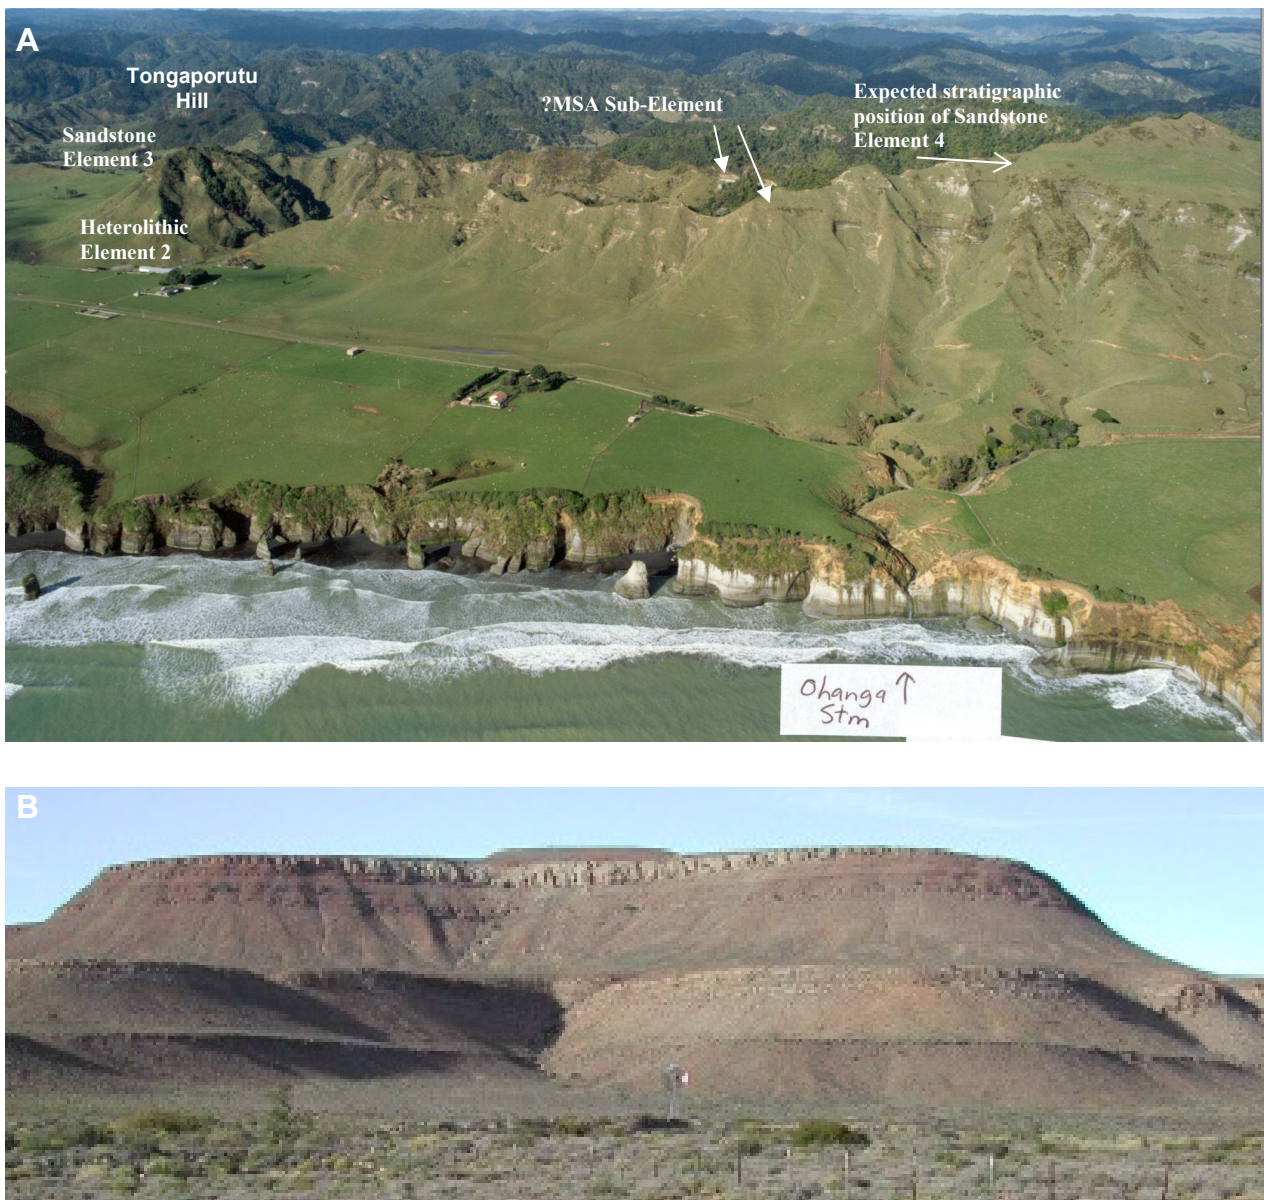 A
Tongaporutu
Hill
?MSA Sub-Element
Expected stratigraphic
position of Sandstone
Element 4
Sandstone
Element 3
Heterolithic
Element 2
Ohanga ↑
Stm
B